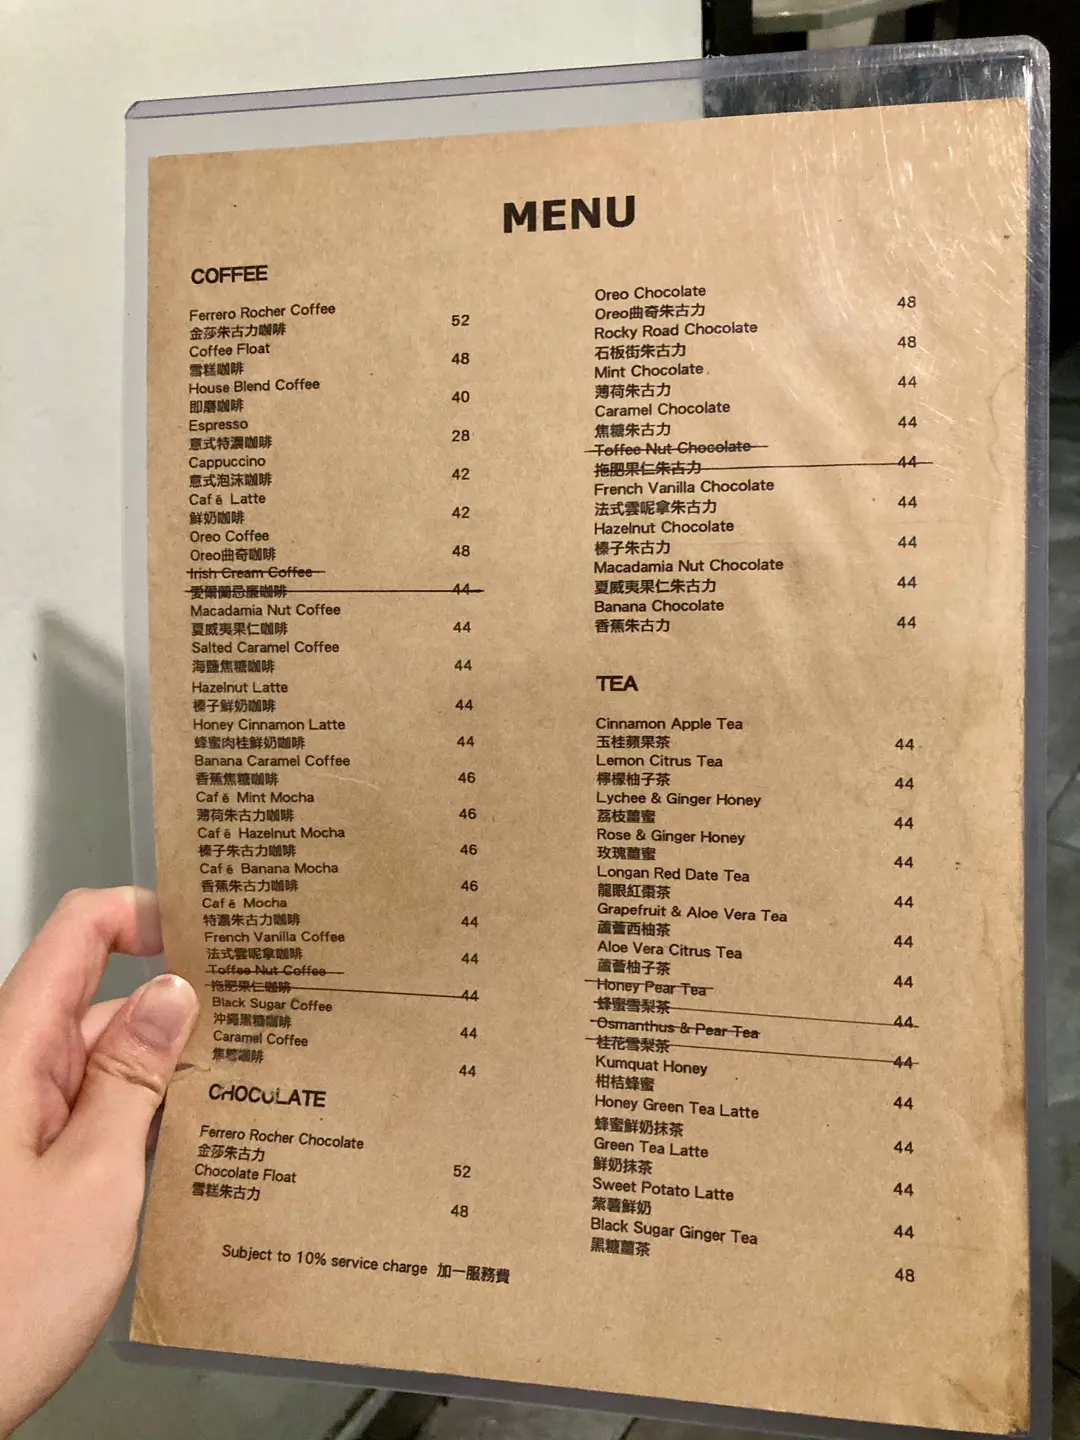 MENU
COFFEE
Ferrero Rocher Coffee
金莎朱古力咖啡 52
Coffee Float
雪糕咖啡 48
House Blend Coffee
即磨咖啡 40
Espresso
意式特濃咖啡 28
Cappuccino
意式泡沫咖啡 42
Café Latte
鮮奶咖啡 42
Oreo Coffee
Oreo曲奇咖啡 48
Irish Cream Coffee
愛爾蘭忌廉咖啡 44
Macadamia Nut Coffee
夏威夷果仁咖啡 44
Salted Caramel Coffee
海鹽焦糖咖啡 44
Hazelnut Latte
榛子鮮奶咖啡 44
Honey Cinnamon Latte
蜂蜜肉桂鮮奶咖啡 44
Banana Caramel Coffee
香蕉焦糖咖啡 46
Café Mint Mocha
薄荷朱古力咖啡 46
Café Hazelnut Mocha
榛子朱古力咖啡 46
Café Banana Mocha
香蕉朱古力咖啡 46
Café Mocha
特濃朱古力咖啡 44
French Vanilla Coffee
法式雲呢拿咖啡 44
Toffee Nut Coffee
拖肥果仁咖啡 44
Black Sugar Coffee
沖繩黑糖咖啡 44
Caramel Coffee
焦糖咖啡 44
CHOCOLATE
Ferrero Rocher Chocolate
金莎朱古力 52
Chocolate Float
雪糕朱古力 48
Subject to 10% service charge 加一服務費
Oreo Chocolate
Oreo曲奇朱古力 48
Rocky Road Chocolate
石板街朱古力 48
Mint Chocolate
薄荷朱古力 44
Caramel Chocolate
焦糖朱古力 44
Toffee Nut Chocolate
拖肥果仁朱古力 44
French Vanilla Chocolate
法式雲呢拿朱古力 44
Hazelnut Chocolate
榛子朱古力 44
Macadamia Nut Chocolate
夏威夷果仁朱古力 44
Banana Chocolate
香蕉朱古力 44
TEA
Cinnamon Apple Tea
玉桂蘋果茶 44
Lemon Citrus Tea
檸檬柚子茶 44
Lychee & Ginger Honey
荔枝薑蜜 44
Rose & Ginger Honey
玫瑰薑蜜 44
Longan Red Date Tea
龍眼紅棗茶 44
Grapefruit & Aloe Vera Tea
蘆薈西柚茶 44
Aloe Vera Citrus Tea
蘆薈柚子茶 44
Honey Pear Tea
蜂蜜雪梨茶 44
Osmanthus & Pear Tea
桂花雪梨茶 44
Kumquat Honey
柑桔蜂蜜 44
Honey Green Tea Latte
蜂蜜鮮奶抹茶 44
Green Tea Latte
鮮奶抹茶 44
Sweet Potato Latte
紫薯鮮奶 44
Black Sugar Ginger Tea
黑糖薑茶 48